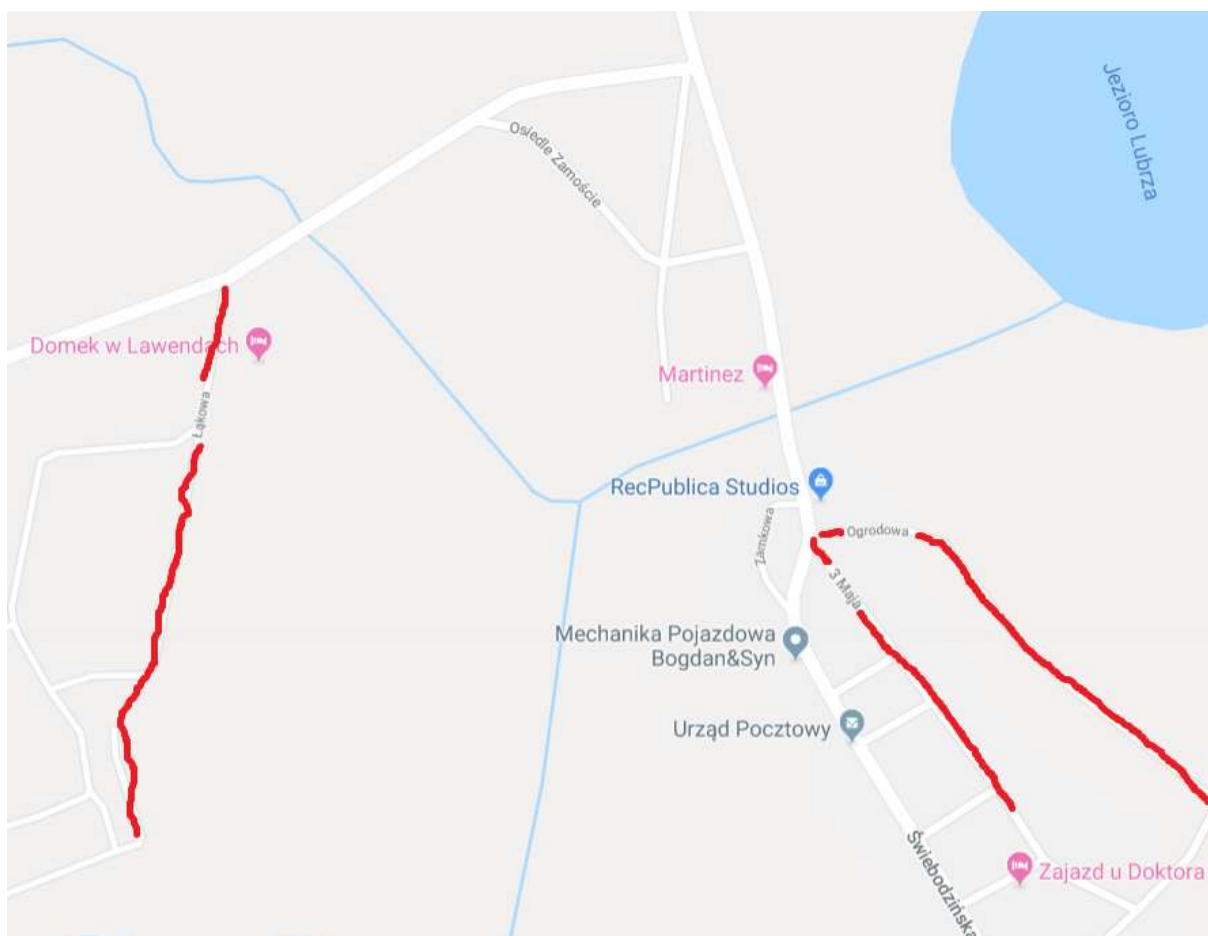 Jezioro Lubrza
Osiedle Zamoście
Domek w Lawendach
Martinez
Łąkowa
RecPublica Studios
Zamkowa
Ogrodowa
3 Maja
Mechanika Pojazdowa
Bogdan&Syn
Urząd Pocztowy
Świebodzińska
Zajazd u Doktora